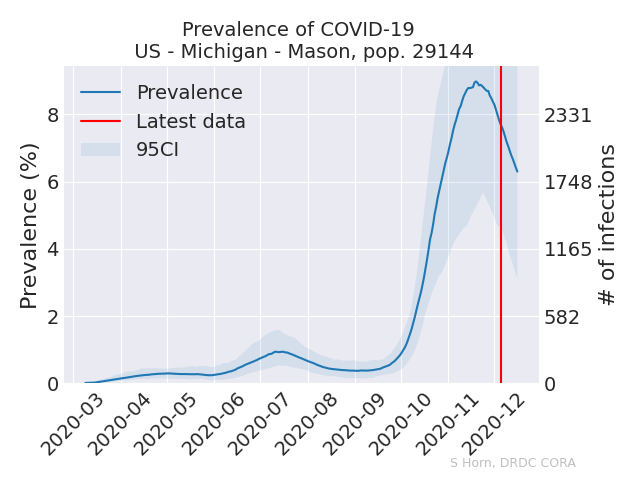 Prevalence of COVID-19
US - Michigan - Mason, pop. 29144
Prevalence
Latest data
95CI
Prevalence (%)
8
6
4
2
0
2331
1748
1165
582
0
# of infections
2020-03
2020-04
2020-05
2020-06
2020-07
2020-08
2020-09
2020-10
2020-11
2020-12
S Horn, DRDC CORA